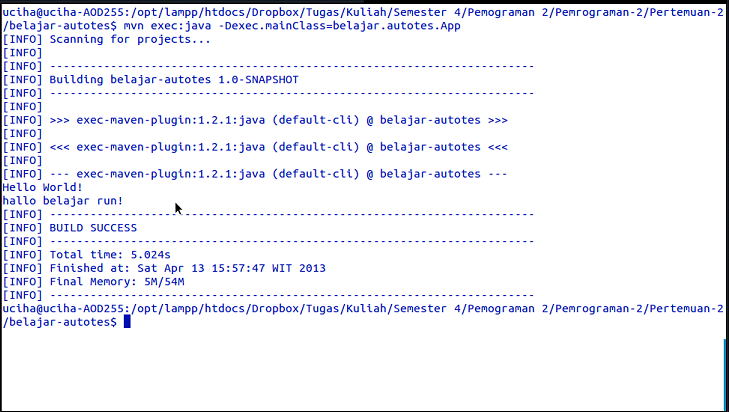 uciha@uciha-AOD255:/opt/lampp/htdocs/Dropbox/Tugas/Kuliah/Semester 4/Pemograman 2/Pemrograman-2/Pertemuan-2
/belajar-autotes$ mvn exec:java -Dexec.mainClass=belajar.autotes.App
[INFO] Scanning for projects...
[INFO]
[INFO] ------------------------------------------------------------------------
[INFO] Building belajar-autotes 1.0-SNAPSHOT
[INFO] ------------------------------------------------------------------------
[INFO]
[INFO] >>> exec-maven-plugin:1.2.1:java (default-cli) @ belajar-autotes >>>
[INFO]
[INFO] <<< exec-maven-plugin:1.2.1:java (default-cli) @ belajar-autotes <<<
[INFO]
[INFO] --- exec-maven-plugin:1.2.1:java (default-cli) @ belajar-autotes ---
Hello World!
hallo belajar run!
[INFO] ------------------------------------------------------------------------
[INFO] BUILD SUCCESS
[INFO] ------------------------------------------------------------------------
[INFO] Total time: 5.024s
[INFO] Finished at: Sat Apr 13 15:57:47 WIT 2013
[INFO] Final Memory: 5M/54M
[INFO] ------------------------------------------------------------------------
uciha@uciha-AOD255:/opt/lampp/htdocs/Dropbox/Tugas/Kuliah/Semester 4/Pemograman 2/Pemrograman-2/Pertemuan-2
/belajar-autotes$